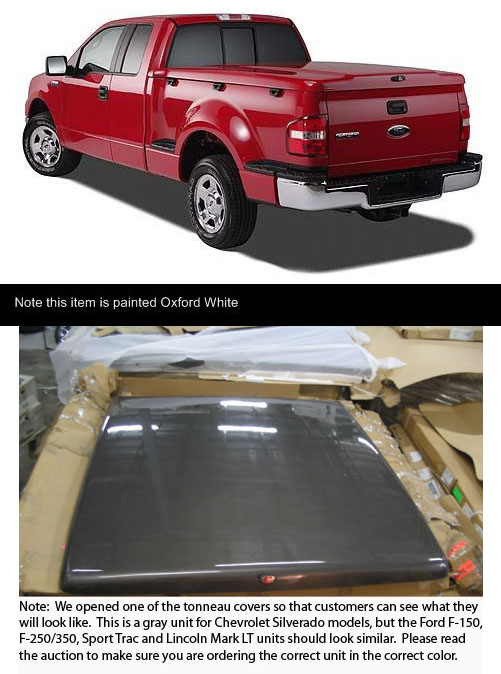 Note this item is painted Oxford White
Note: We opened one of the tonneau covers so that customers can see what they
will look like. This is a gray unit for Chevrolet Silverado models, but the Ford F-150,
F-250/350, Sport Trac and Lincoln Mark LT units should look similar. Please read
the auction to make sure you are ordering the correct unit in the correct color.